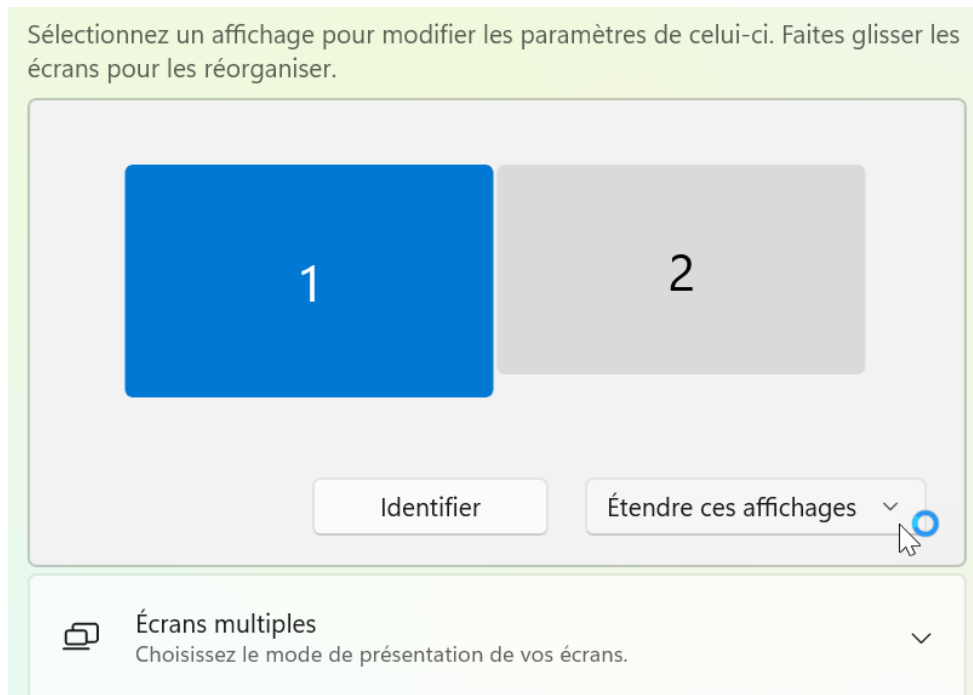 Sélectionnez un affichage pour modifier les paramètres de celui-ci. Faites glisser les
écrans pour les réorganiser.
1
2
Identifier
Étendre ces affichages
Écrans multiples
Choisissez le mode de présentation de vos écrans.